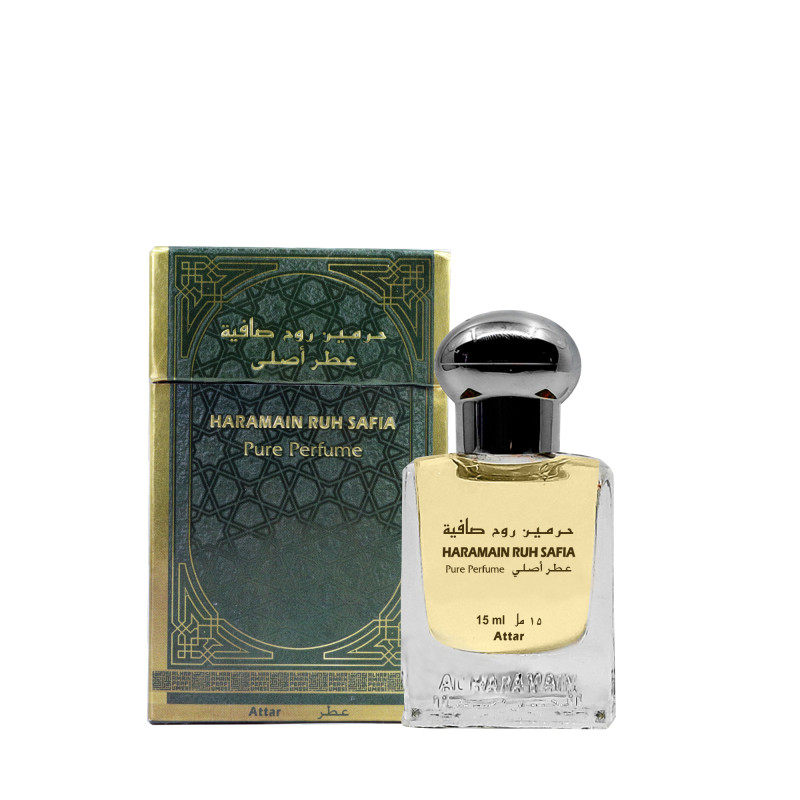 حرمين روح صافية
عطر أصلي
HARAMAIN RUH SAFIA
Pure Perfume
Attar عطر
حرمين روح صافية
HARAMAIN RUH SAFIA
Pure Perfume عطر أصلي
15 ml ١٥ مل
Attar
AL HARAMAIN